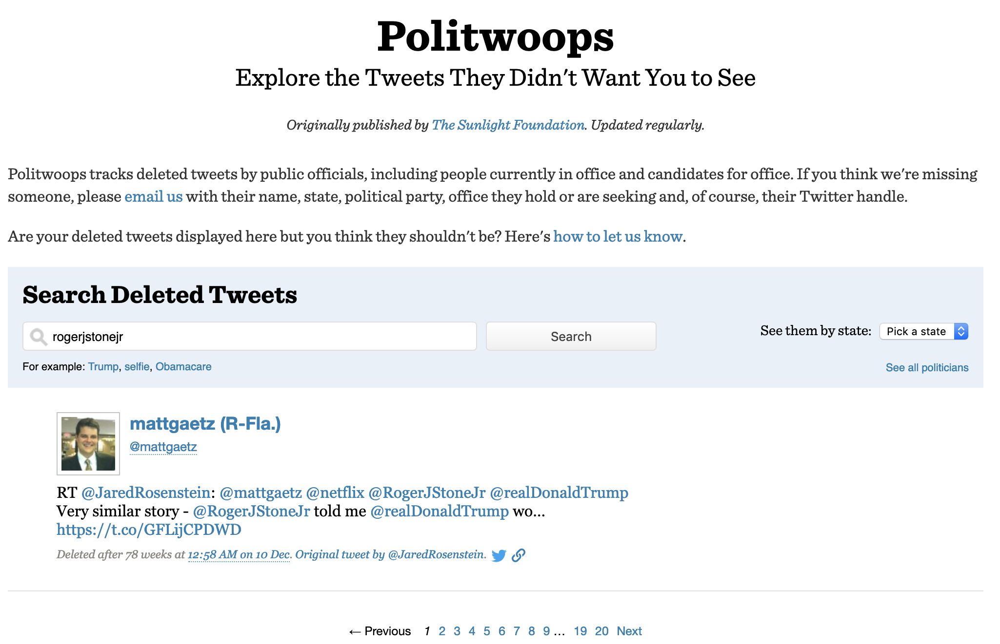 Politwoops
Explore the Tweets They Didn't Want You to See
Originally published by The Sunlight Foundation. Updated regularly.
Politwoops tracks deleted tweets by public officials, including people currently in office and candidates for office. If you think we're missing
someone, please email us with their name, state, political party, office they hold or are seeking and, of course, their Twitter handle.
Are your deleted tweets displayed here but you think they shouldn't be? Here's how to let us know.
Search Deleted Tweets
rogerjstonejr Search See them by state: Pick a state
For example: Trump, selfie, Obamacare See all politicians
mattgaetz (R-Fla.)
@mattgaetz
RT @JaredRosenstein: @mattgaetz @netflix @RogerJStoneJr @realDonaldTrump
Very similar story - @RogerJStoneJr told me @realDonaldTrump wo...
https://t.co/GFLijCPDWD
Deleted after 78 weeks at 12:58 AM on 10 Dec. Original tweet by @JaredRosenstein.
← Previous 1 2 3 4 5 6 7 8 9 ... 19 20 Next